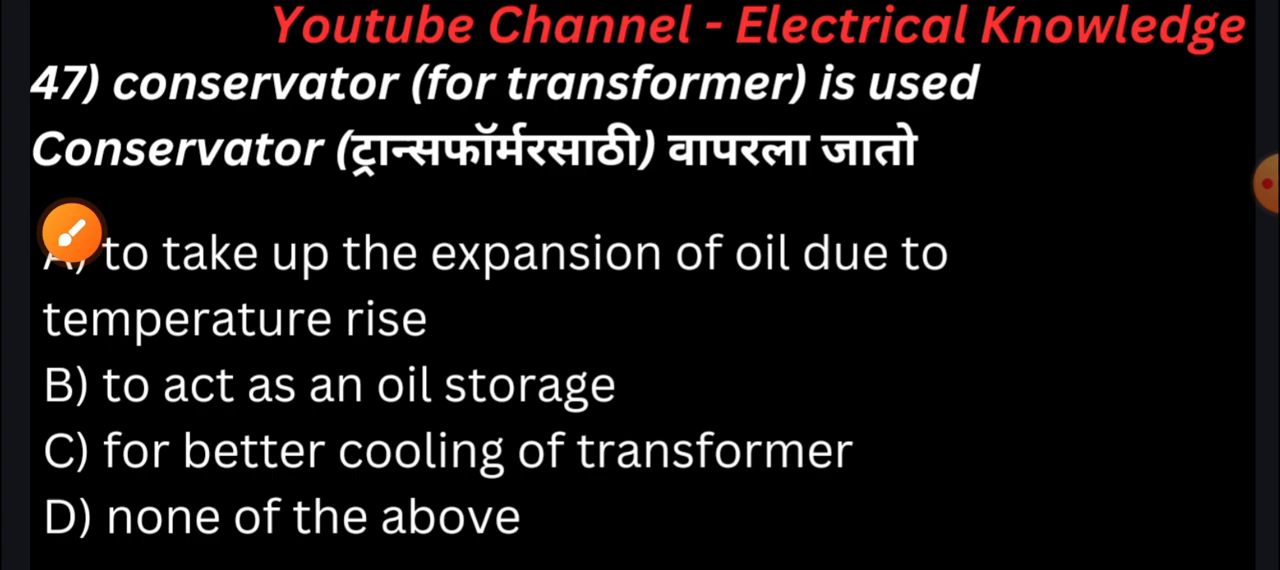 Youtube Channel - Electrical Knowledge
47) conservator (for transformer) is used
Conservator (ट्रान्सफॉर्मरसाठी) वापरला जातो
A) to take up the expansion of oil due to
temperature rise
B) to act as an oil storage
C) for better cooling of transformer
D) none of the above